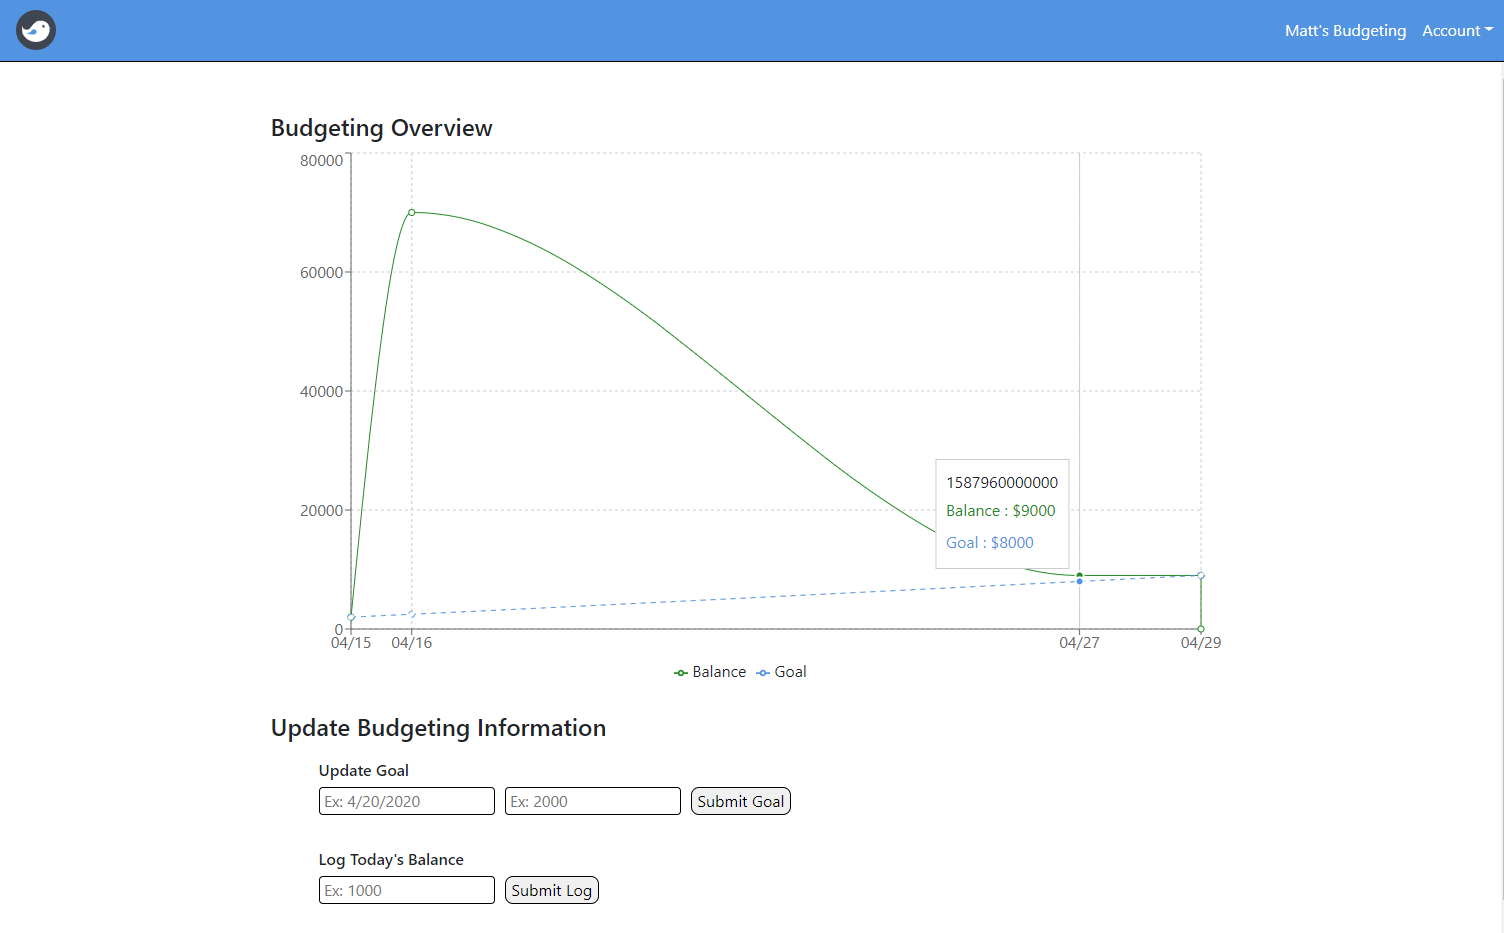 Matt's Budgeting Account
Budgeting Overview
80000
60000
40000
20000
0
1587960000000
Balance : $9000
Goal : $8000
04/15 04/16 04/27 04/29
Balance Goal
Update Budgeting Information
Update Goal
Ex: 4/20/2020 Ex: 2000 Submit Goal
Log Today's Balance
Ex: 1000 Submit Log